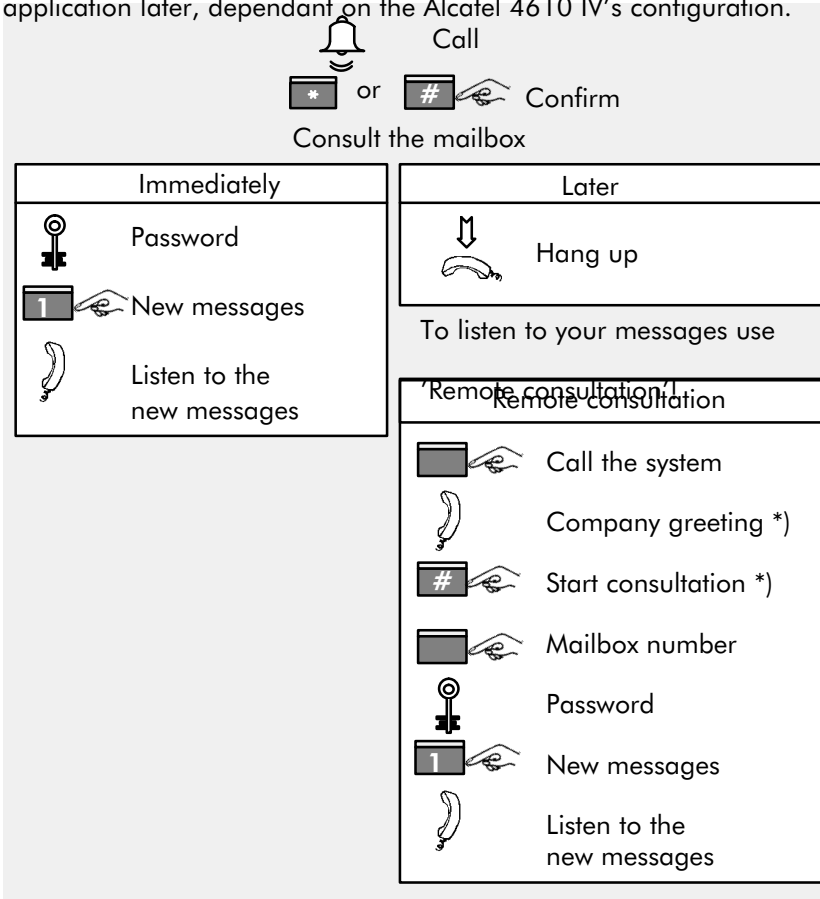 application later, dependant on the Alcatel 4610 IV's configuration.
Call
* or # Confirm
Consult the mailbox
Immediately
Password
1 New messages
Listen to the
new messages
Later
Hang up
To listen to your messages use
'Remote consultation'!
Remote consultation
Call the system
Company greeting *)
# Start consultation *)
Mailbox number
Password
1 New messages
Listen to the
new messages